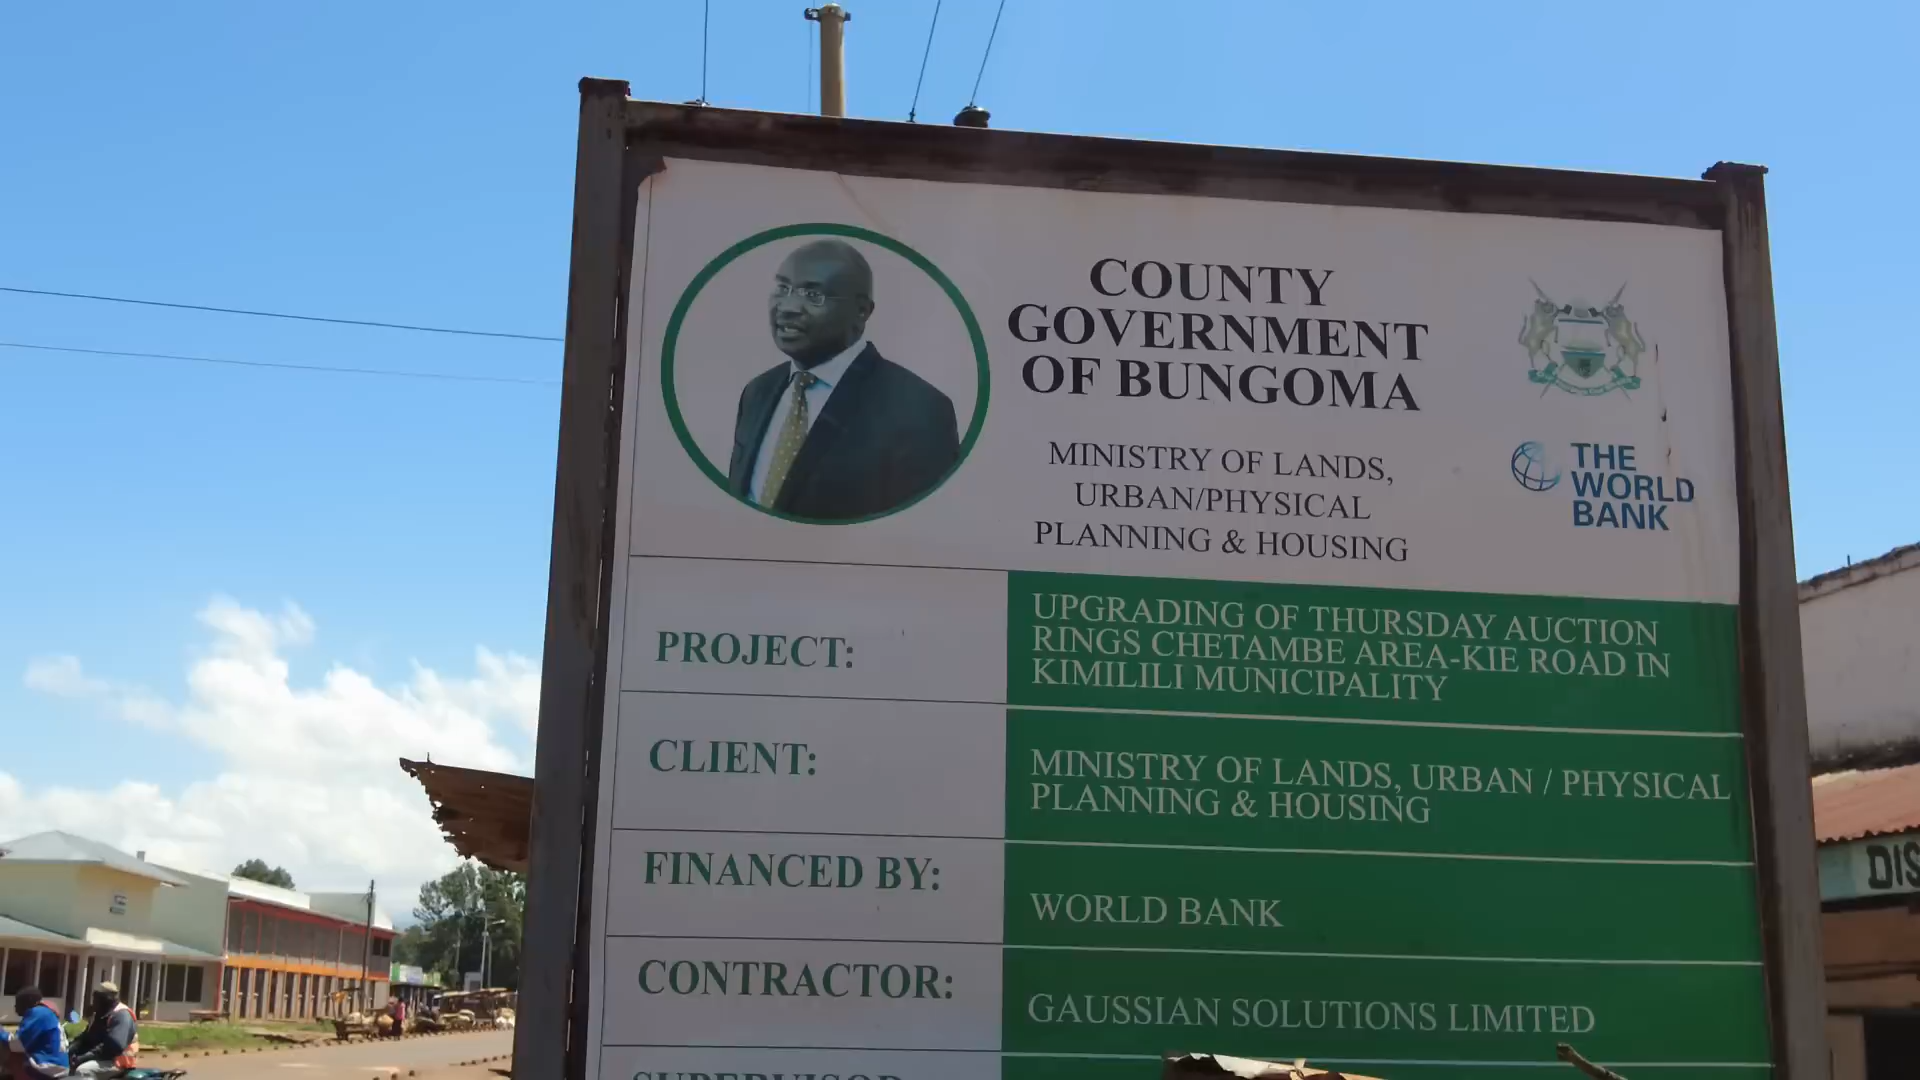 COUNTY
GOVERNMENT
OF BUNGOMA
MINISTRY OF LANDS,
URBAN/PHYSICAL
PLANNING & HOUSING
THE
WORLD
BANK
PROJECT:
UPGRADING OF THURSDAY AUCTION
RINGS CHETAMBE AREA-KIE ROAD IN
KIMILILI MUNICIPALITY
CLIENT:
MINISTRY OF LANDS, URBAN / PHYSICAL
PLANNING & HOUSING
FINANCED BY:
WORLD BANK
CONTRACTOR:
GAUSSIAN SOLUTIONS LIMITED
SUPERVISOR
DIS